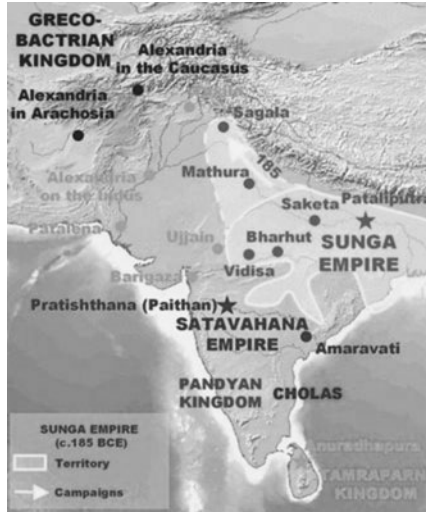 GRECO-
BACTRIAN
KINGDOM
Alexandria
in the Caucasus
Alexandria
in Arachosia
Sagala
185
Mathura
Alexandria
on the Indus
Saketa
Pataliputra
Patalena
Ujjain
Bharhut
SUNGA
EMPIRE
Vidisa
Barigaza
Pratishthana (Paithan)
SATAVAHANA
EMPIRE
Amaravati
PANDYAN
KINGDOM
CHOLAS
SUNGA EMPIRE
(c.185 BCE)
Territory
Campaigns
Anuradhapura
TAMRAPARNI
KINGDOM